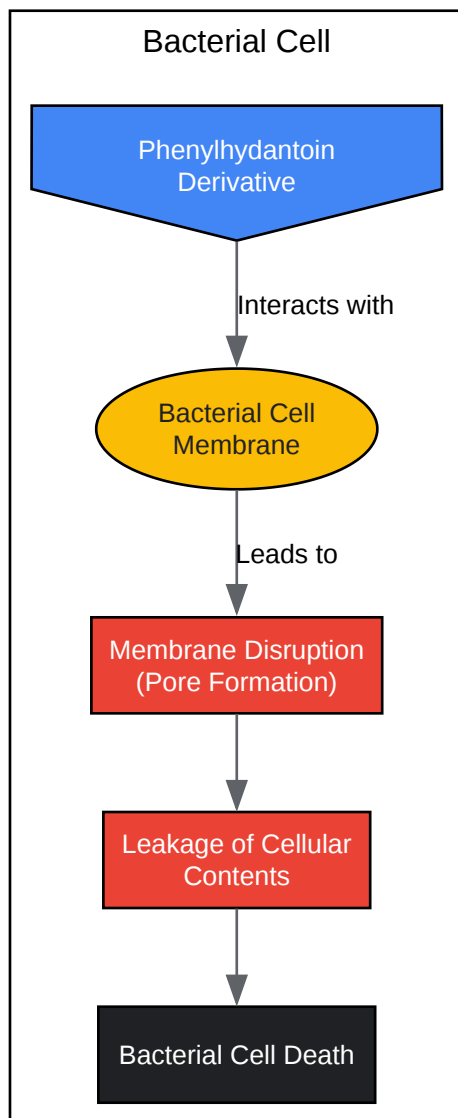 Bacterial Cell
Phenylhydantoin
Derivative
Interacts with
Bacterial Cell
Membrane
Leads to
Membrane Disruption
(Pore Formation)
Leakage of Cellular
Contents
Bacterial Cell Death